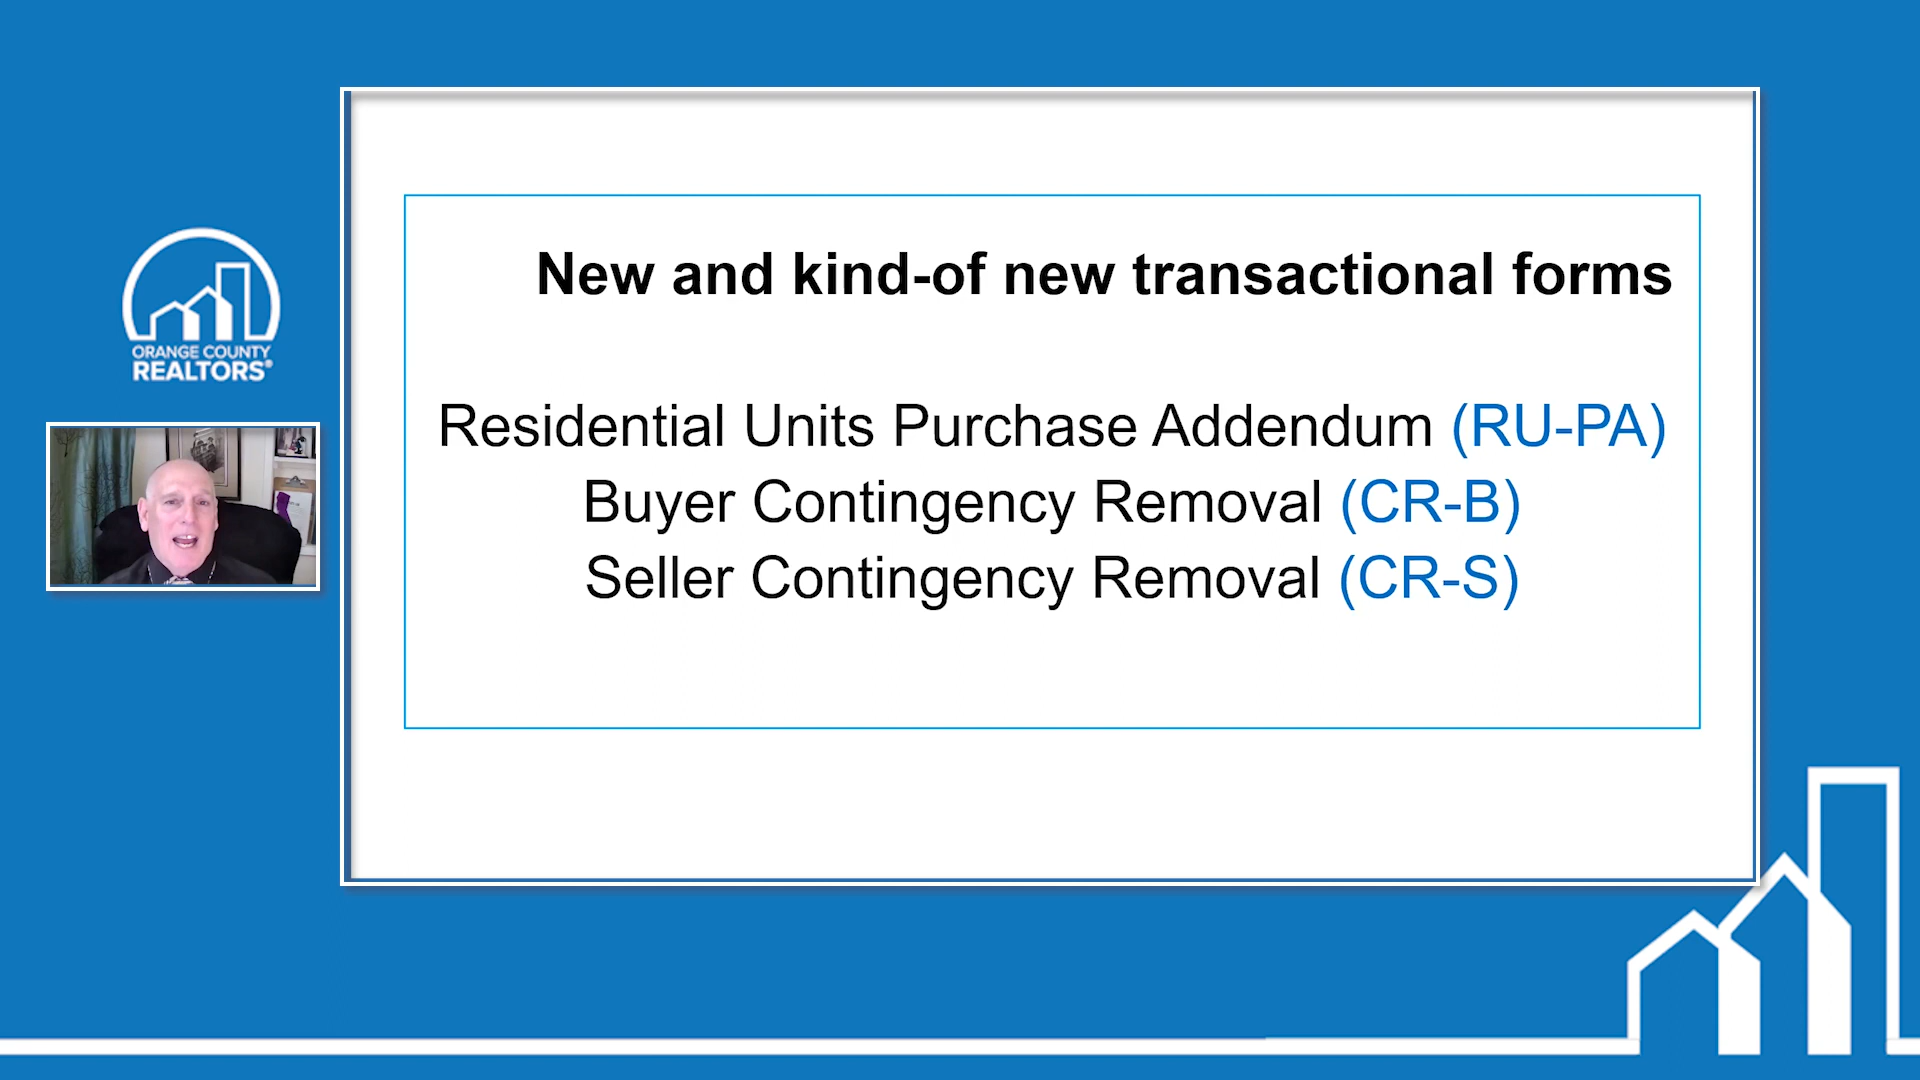 New and kind-of new transactional forms
Residential Units Purchase Addendum (RU-PA)
Buyer Contingency Removal (CR-B)
Seller Contingency Removal (CR-S)
ORANGE COUNTY
REALTORS®